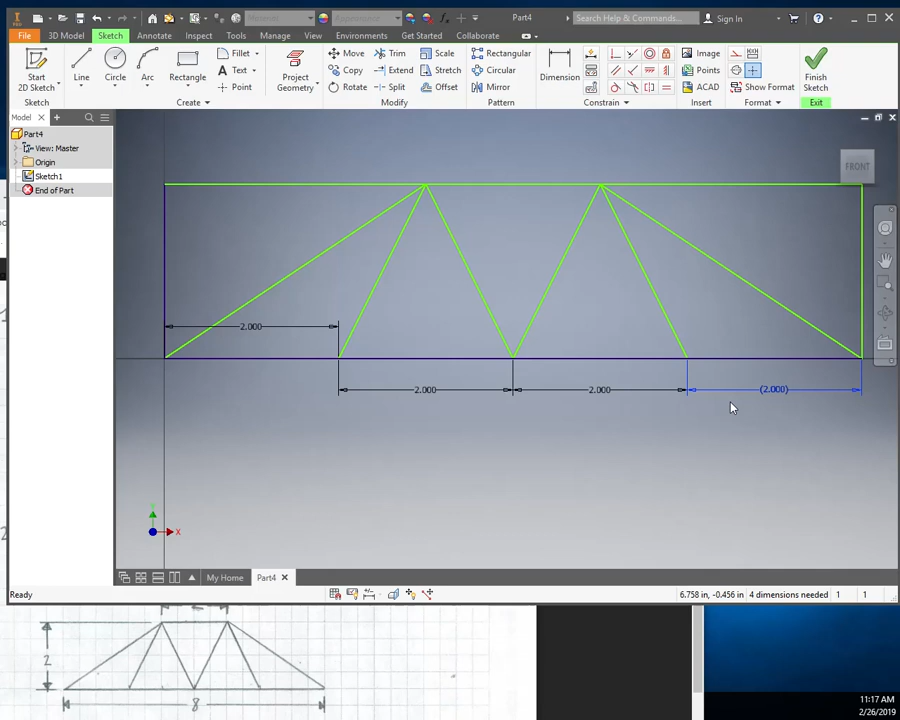 PRO
Materials
Appearance
Part4
Search Help & Commands...
Sign In
File 3D Model Sketch Annotate Inspect Tools Manage View Environments Get Started Collaborate
Start
2D Sketch
Line
Circle
Arc
Rectangle
Fillet
Text
Point
Project
Geometry
Move
Copy
Rotate
Trim
Extend
Split
Scale
Stretch
Offset
Rectangular
Circular
Mirror
Dimension
Image
Points
ACAD
Show Format
Finish
Sketch
Sketch
Create
Modify
Pattern
Constrain
Insert
Format
Exit
Model
Part4
View: Master
Origin
Sketch1
End of Part
FRONT
2.000
2.000
2.000
(2.000)
X
My Home
Part4
Ready
6.758 in, -0.456 in
4 dimensions needed
1
1
2
8
11:17 AM
2/26/2019